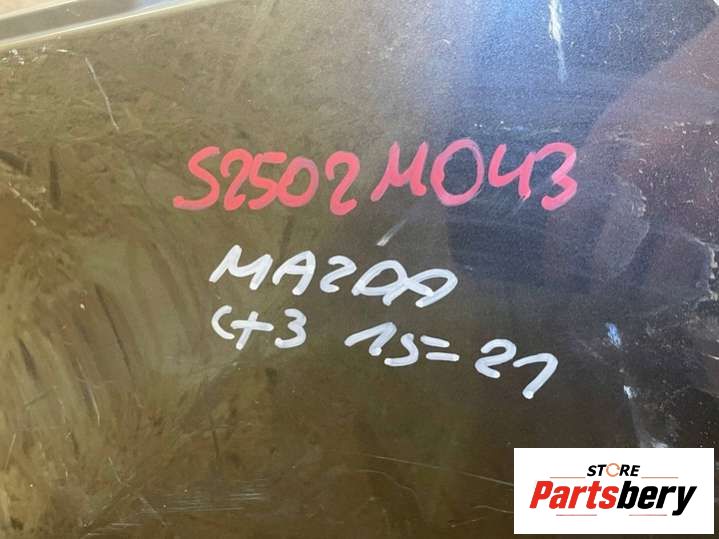 S2502M043
MAZDA
CX3 15=21
STORE
Partsbery